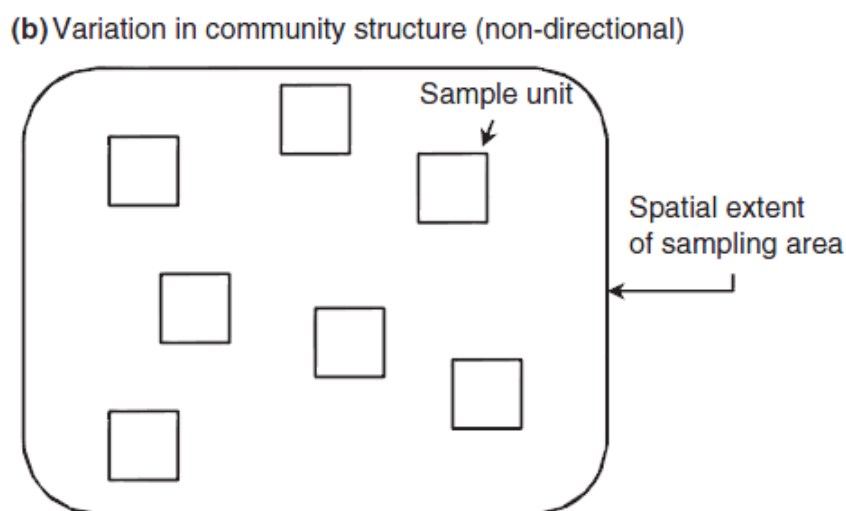 (b) Variation in community structure (non-directional)
Sample unit
Spatial extent
of sampling area